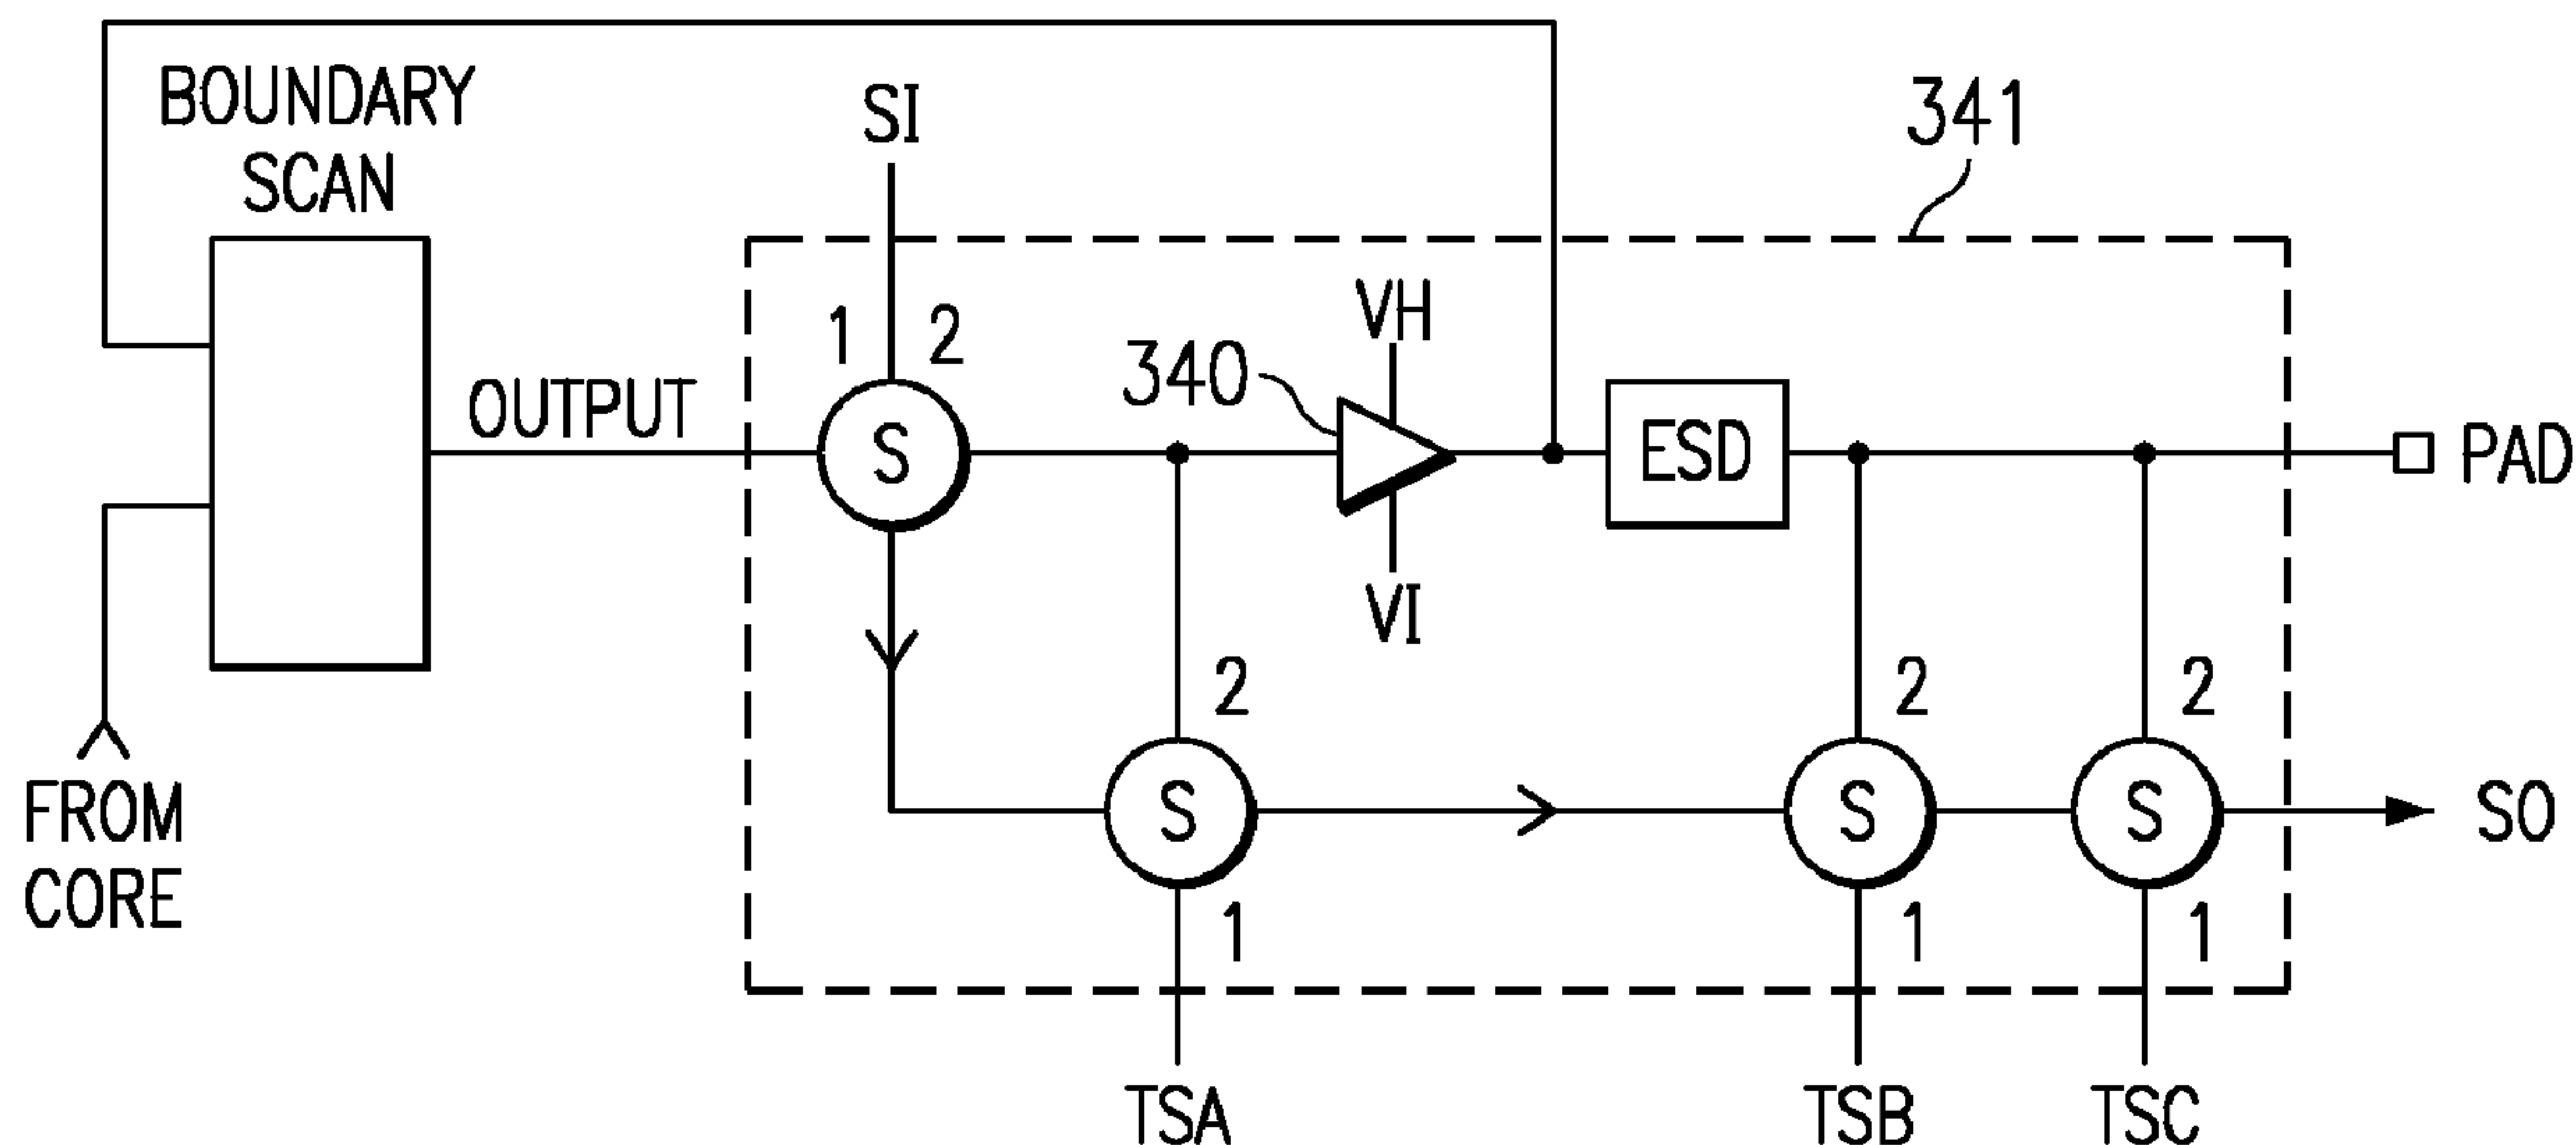 BOUNDARY
SCAN
SI
341
1 2
VH
340
OUTPUT
S
ESD
PAD
VI
2 2 2
S S S
SO
FROM
CORE
1 1 1
TSA TSB TSC